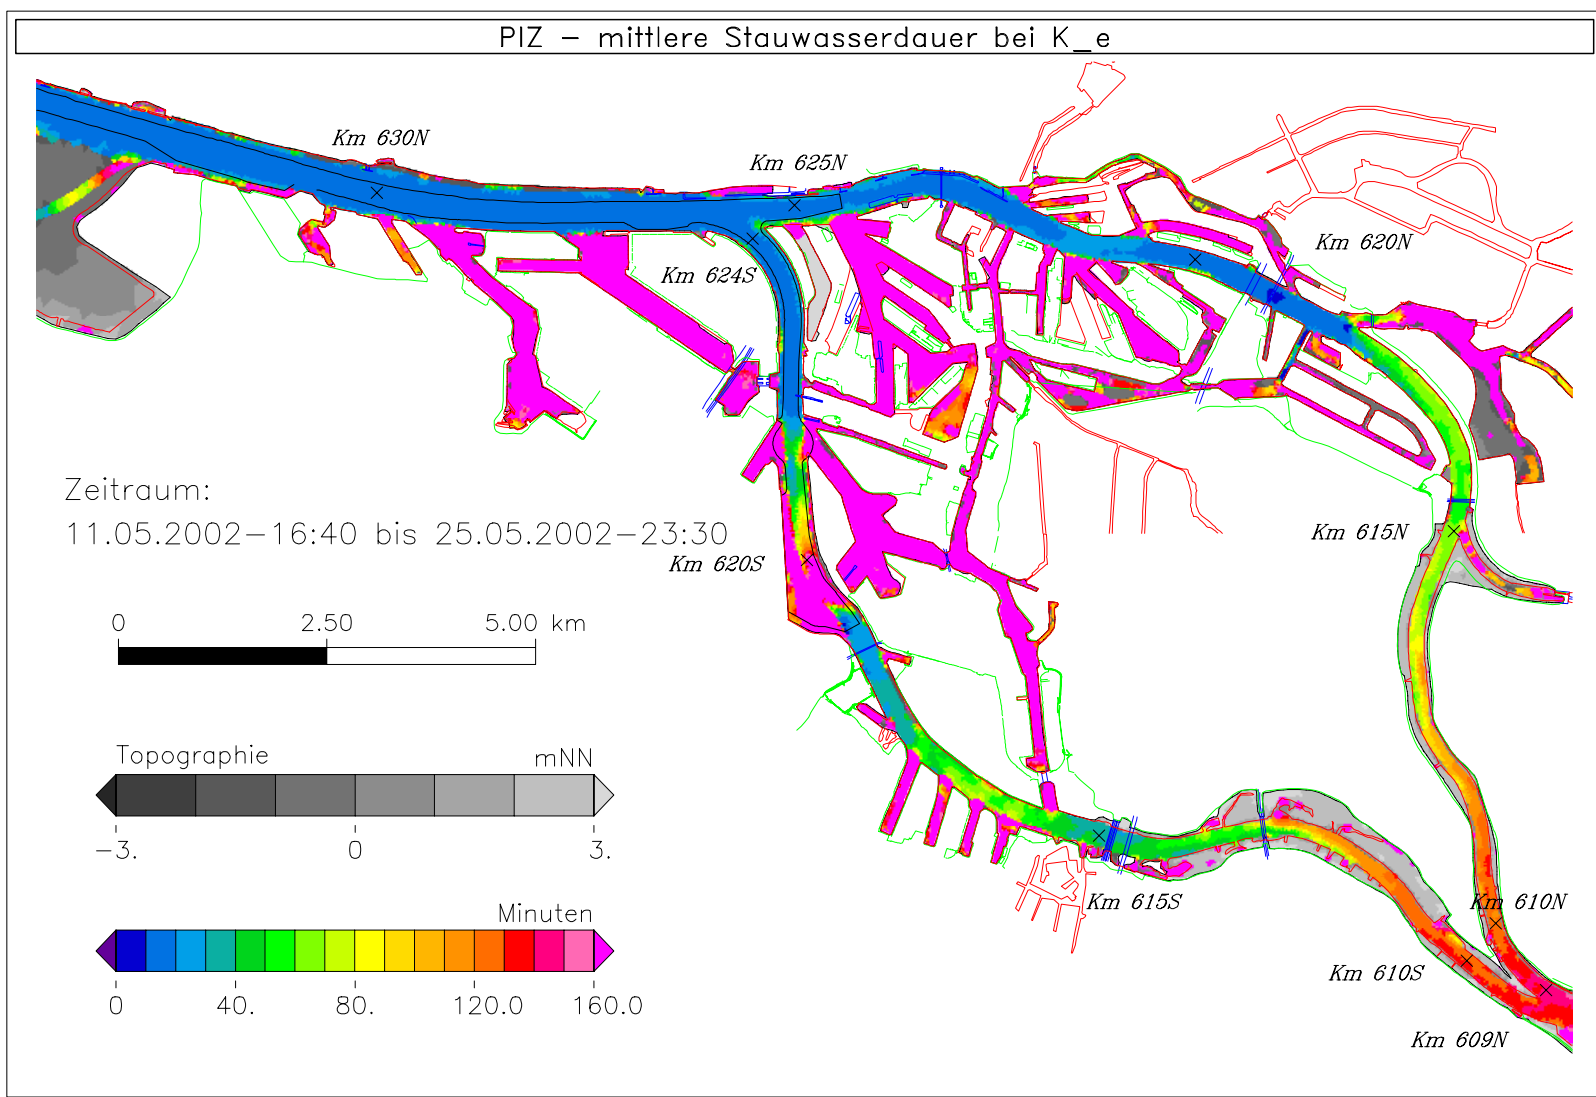 PIZ - mittlere Stauwasserdauer bei K_e
Km 630N
Km 625N
Km 620N
Km 624S
Zeitraum:
11.05.2002-16:40 bis 25.05.2002-23:30
Km 615N
Km 620S
0 2.50 5.00 km
Topographie mNN
-3. 0 3.
Km 615S
Km 610N
Minuten
Km 610S
0 40. 80. 120.0 160.0
Km 609N